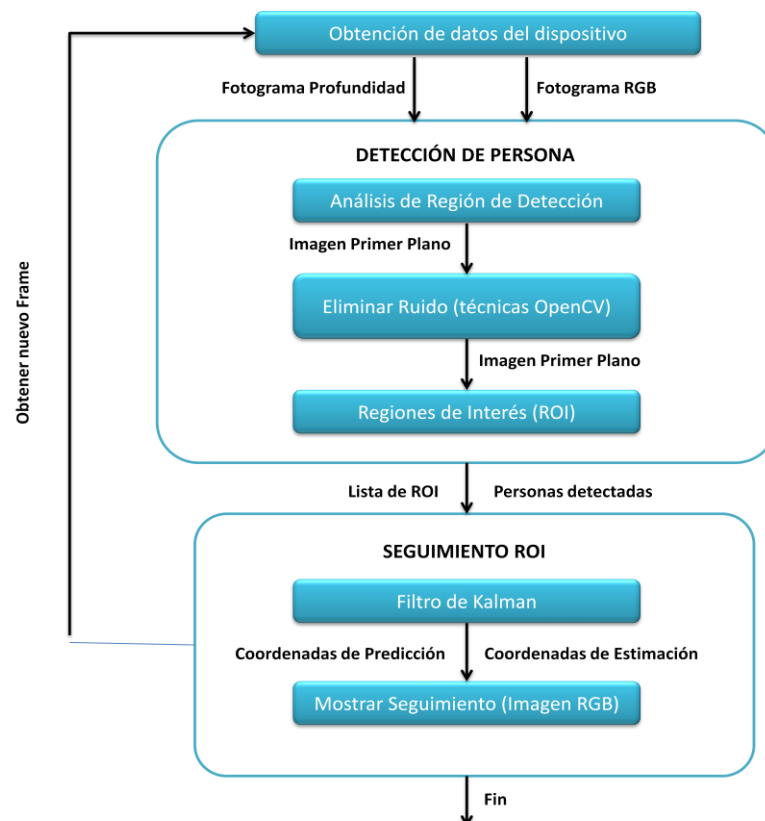 Obtención de datos del dispositivo
Fotograma Profundidad
Fotograma RGB
DETECCIÓN DE PERSONA
Análisis de Región de Detección
Imagen Primer Plano
Eliminar Ruido (técnicas OpenCV)
Imagen Primer Plano
Regiones de Interés (ROI)
Lista de ROI
Personas detectadas
SEGUIMIENTO ROI
Filtro de Kalman
Coordenadas de Predicción
Coordenadas de Estimación
Mostrar Seguimiento (Imagen RGB)
Fin
Obtener nuevo Frame